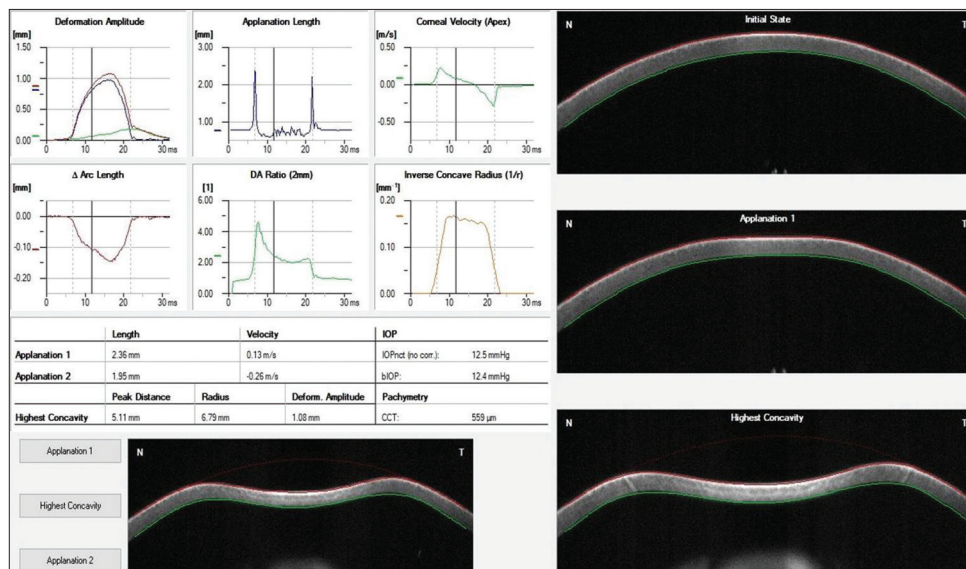 Deformation Amplitude
[mm]
1.50
1.00
0.50
0.00
0 10 20 30 ms
Applanation Length
[mm]
3.00
2.00
1.00
0 10 20 30 ms
Corneal Velocity (Apex)
[m/s]
0.50
0.00
-0.50
0 10 20 30 ms
Δ Arc Length
[mm]
0.00
-0.10
-0.20
0 10 20 30 ms
DA Ratio (2mm)
[1]
6.00
4.00
2.00
0.00
0 10 20 30 ms
Inverse Concave Radius (1/r)
[mm⁻¹]
0.20
0.10
0.00
0 10 20 30 ms
Length Velocity IOP
Applanation 1 2.36 mm 0.13 m/s IOPnct (no corr.): 12.5 mmHg
Applanation 2 1.95 mm -0.26 m/s bIOP: 12.4 mmHg
Peak Distance Radius Deform. Amplitude Pachymetry
Highest Concavity 5.11 mm 6.79 mm 1.08 mm CCT: 559 µm
Applanation 1
Highest Concavity
Applanation 2
N T
N Initial State T
N Applanation 1 T
N Highest Concavity T